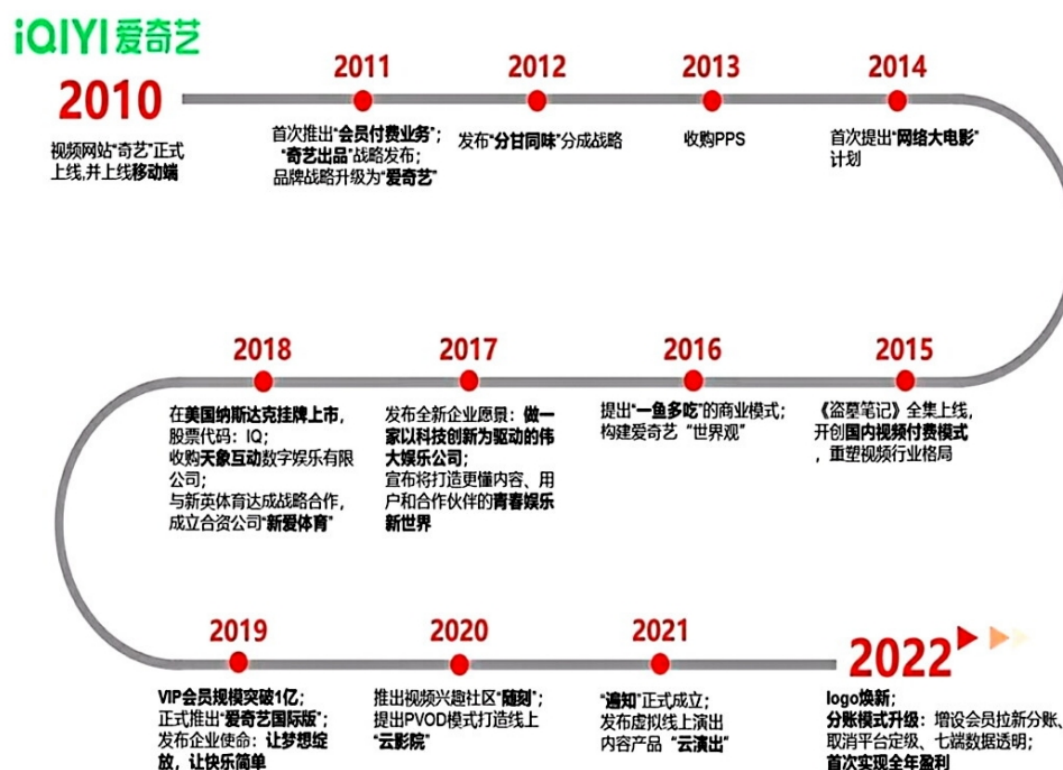 iQIYI 爱奇艺
2010
视频网站“奇艺”正式
上线,并上线移动端
2011
首次推出“会员付费业务”;
“奇艺出品”战略发布;
品牌战略升级为“爱奇艺”
2012
发布“分甘同味”分成战略
2013
收购PPS
2014
首次提出“网络大电影”
计划
2015
《盗墓笔记》全集上线,
开创国内视频付费模式
，重塑视频行业格局
2016
提出“一鱼多吃”的商业模式;
构建爱奇艺“世界观”
2017
发布全新企业愿景：做一
家以科技创新为驱动的伟
大娱乐公司;
宣布将打造更懂内容、用
户和合作伙伴的青春娱乐
新世界
2018
在美国纳斯达克挂牌上市,
股票代码：IQ;
收购天象互动数字娱乐有限
公司;
与新英体育达成战略合作,
成立合资公司“新爱体育”
2019
VIP会员规模突破1亿;
正式推出“爱奇艺国际版”;
发布企业使命：让梦想绽
放，让快乐简单
2020
推出视频兴趣社区“随刻”;
提出PVOD模式打造线上
“云影院”
2021
“遍知”正式成立;
发布虚拟线上演出
内容产品“云演出”
2022
logo焕新;
分账模式升级：增设会员拉新分账、
取消平台定级、七端数据透明;
首次实现全年盈利